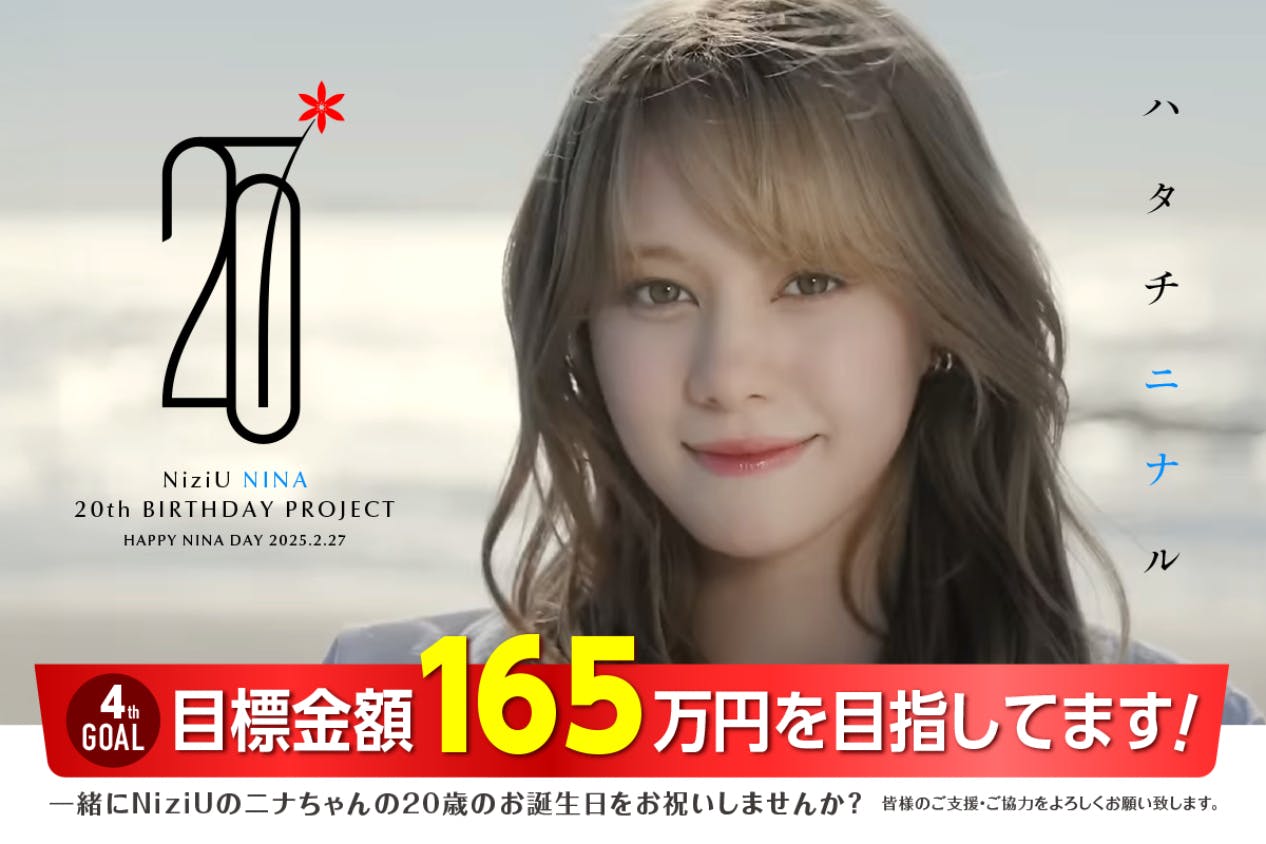 20
NiziU NINA
20th BIRTHDAY PROJECT
HAPPY NINA DAY 2025.2.27
ハタチニナル
4th GOAL
目標金額165万円を目指してます!
一緒にNiziUのニナちゃんの20歳のお誕生日をお祝いしませんか?
皆様のご支援・ご協力をよろしくお願い致します。